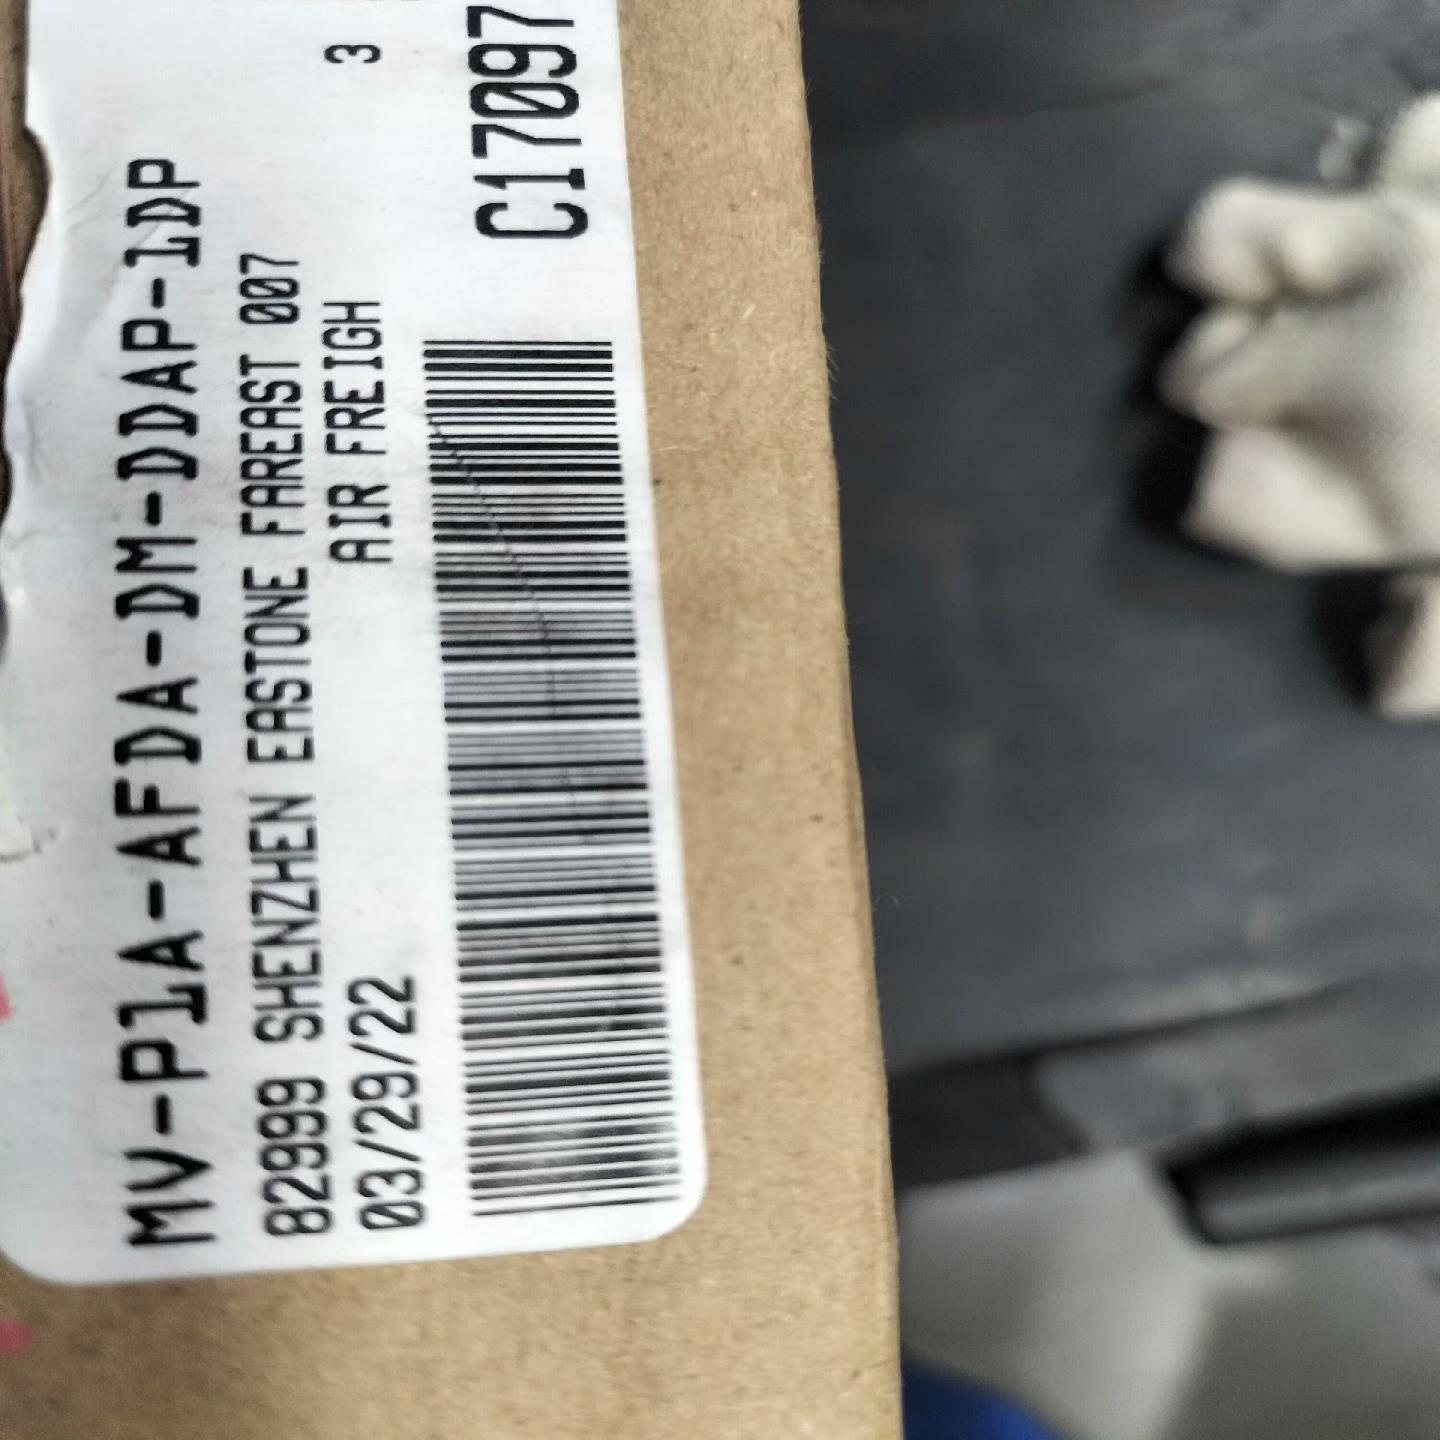 MV-P1A-AFDA-DM-DDAP-1DP
82999 SHENZHEN EASTONE FAREAST 007
03/29/22 AIR FREIGH 3
C17097